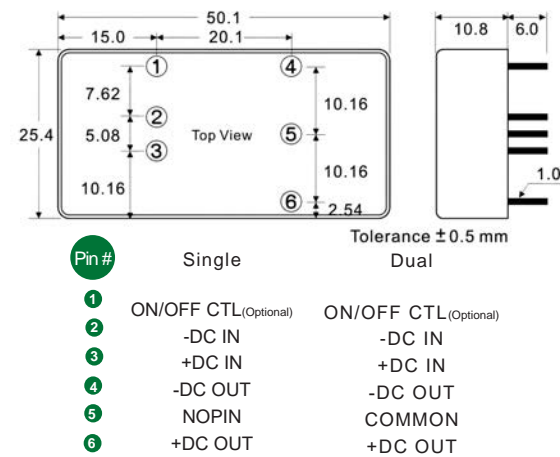 50.1
15.0 20.1
10.8 6.0
1 4
7.62
10.16
2
25.4 5.08 Top View 5
3
10.16
10.16
1.0
6
2.54
Tolerance ± 0.5 mm
Pin # Single Dual
1 ON/OFF CTL(Optional) ON/OFF CTL(Optional)
2 -DC IN -DC IN
3 +DC IN +DC IN
4 -DC OUT -DC OUT
5 NOPIN COMMON
6 +DC OUT +DC OUT